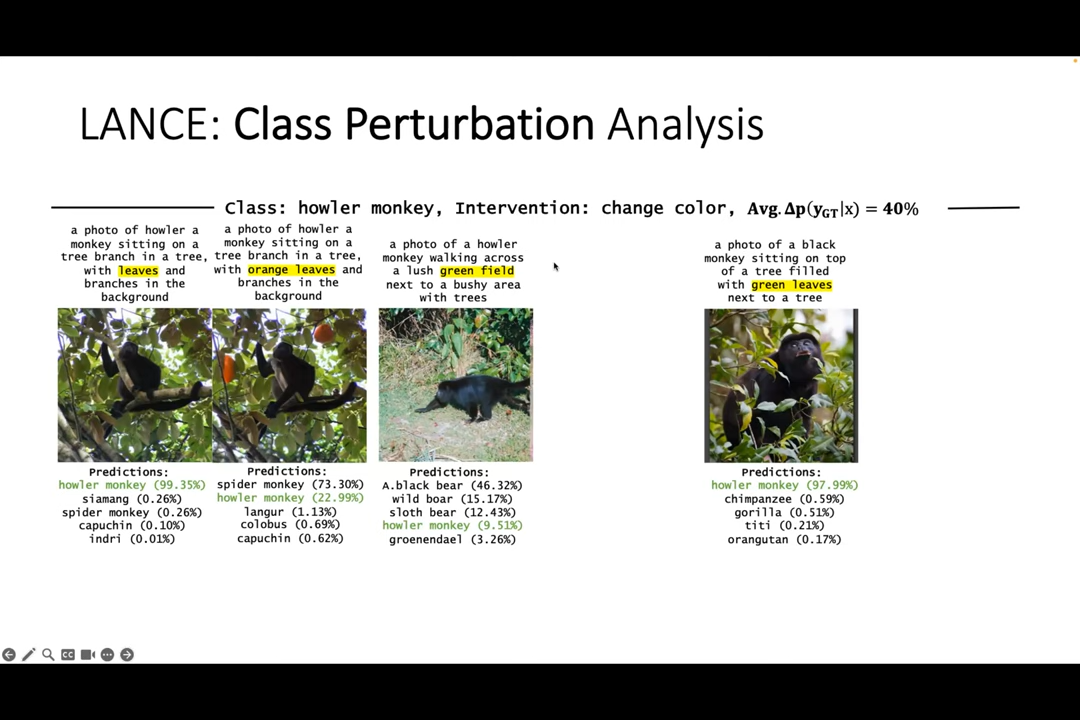 LANCE: Class Perturbation Analysis
Class: howler monkey, Intervention: change color, Avg. Δp(y_GT|x) = 40%
a photo of howler a
monkey sitting on a
tree branch in a tree,
with leaves and
branches in the
background
Predictions:
howler monkey (99.35%)
siamang (0.26%)
spider monkey (0.26%)
capuchin (0.10%)
indri (0.01%)
a photo of howler a
monkey sitting on a
tree branch in a tree,
with orange leaves and
branches in the
background
Predictions:
spider monkey (73.30%)
howler monkey (22.99%)
langur (1.13%)
colobus (0.69%)
capuchin (0.62%)
a photo of a howler
monkey walking across
a lush green field
next to a bushy area
with trees
Predictions:
A.black bear (46.32%)
wild boar (15.17%)
sloth bear (12.43%)
howler monkey (9.51%)
groenendael (3.26%)
a photo of a black
monkey sitting on top
of a tree filled
with green leaves
next to a tree
Predictions:
howler monkey (97.99%)
chimpanzee (0.59%)
gorilla (0.51%)
titi (0.21%)
orangutan (0.17%)
CC